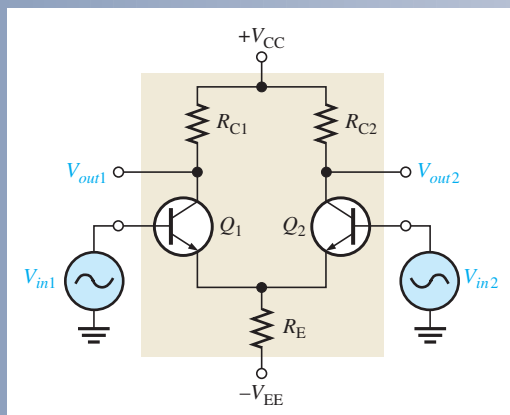 +VCC
RC1
RC2
Vout1
Vout2
Q1
Q2
Vin1
Vin2
RE
−VEE